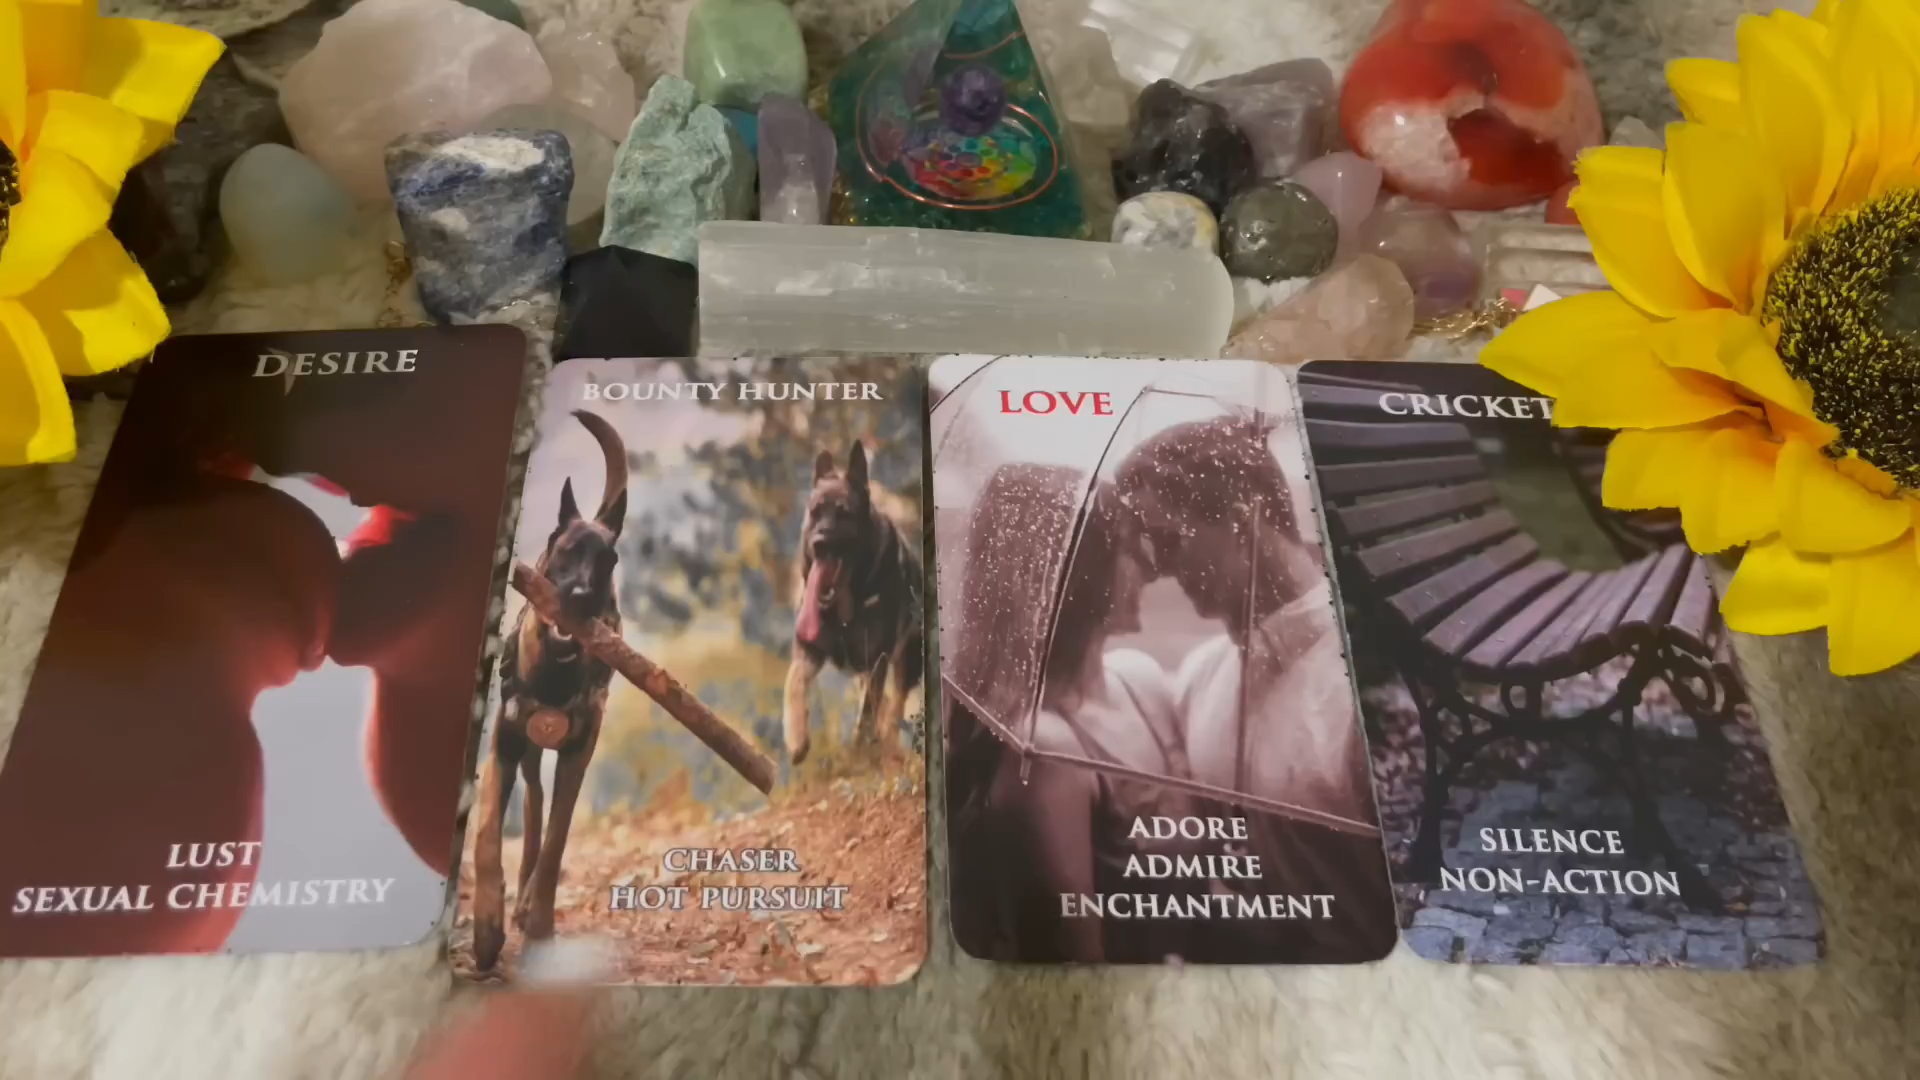 DESIRE
LUST
SEXUAL CHEMISTRY
BOUNTY HUNTER
CHASER
HOT PURSUIT
LOVE
ADORE
ADMIRE
ENCHANTMENT
CRICKET
SILENCE
NON-ACTION